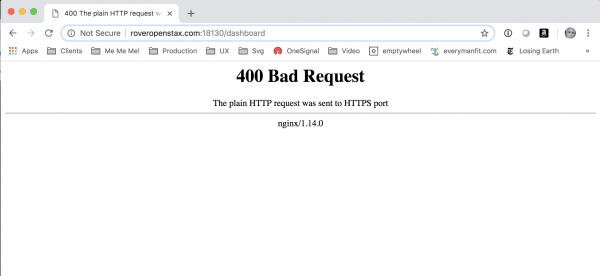 400 The plain HTTP request w
Not Secure | roveropenstax.com:18130/dashboard
Apps Clients Me Me Me! Production UX Svg OneSignal Video emptywheel everymanfit.com Losing Earth »
400 Bad Request
The plain HTTP request was sent to HTTPS port
nginx/1.14.0